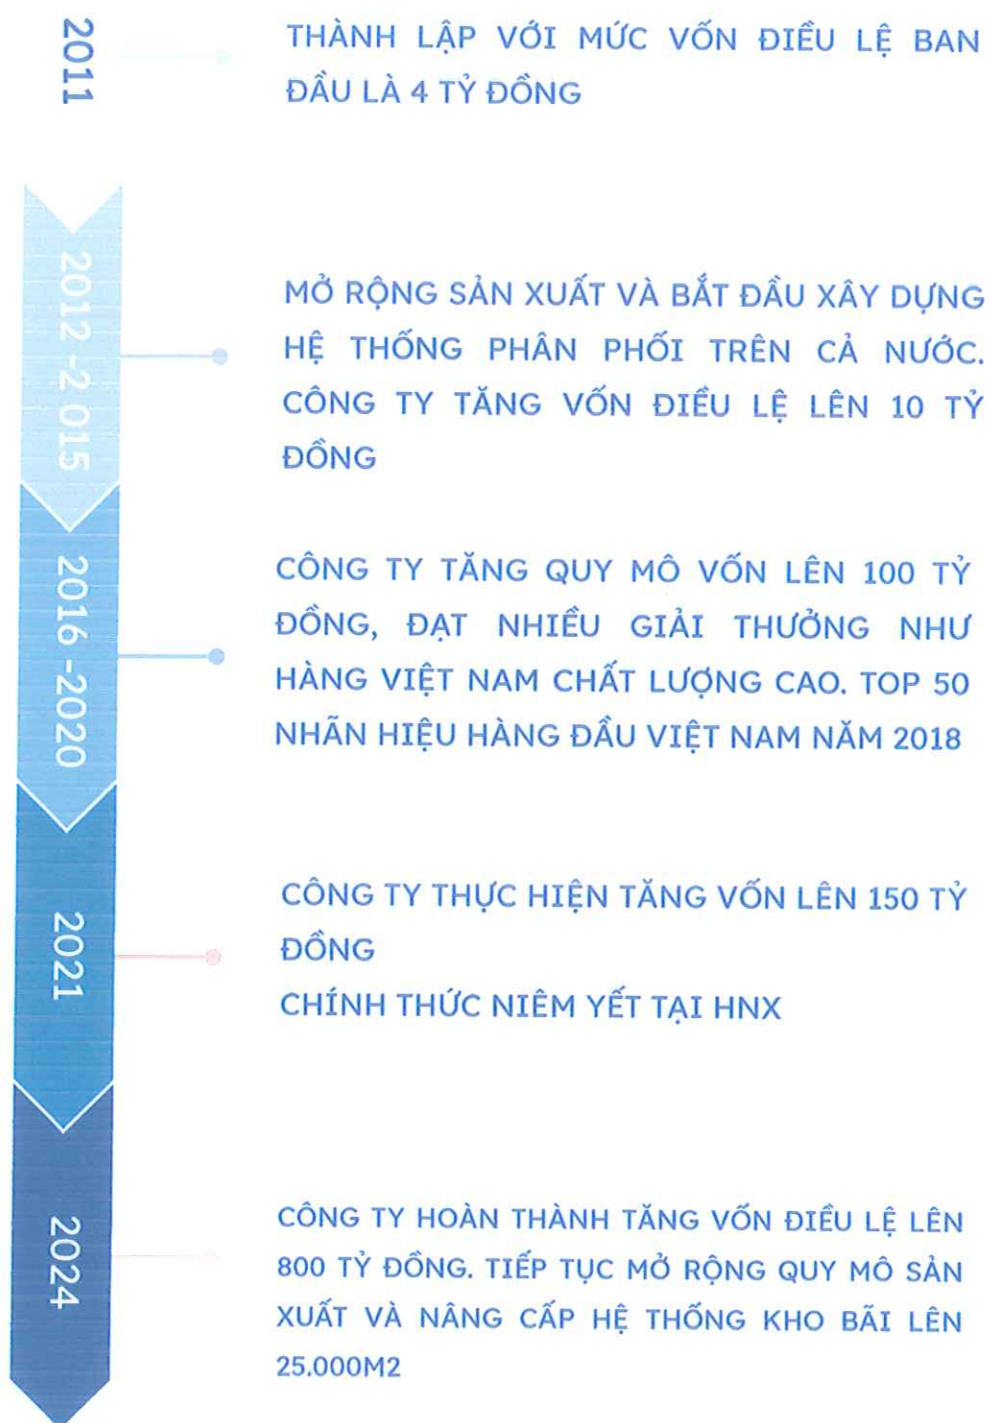 2011
THÀNH LẬP VỚI MỨC VỐN ĐIỀU LỆ BAN
ĐẦU LÀ 4 TỶ ĐỒNG
2012 -2 015
MỞ RỘNG SẢN XUẤT VÀ BẮT ĐẦU XÂY DỰNG
HỆ THỐNG PHÂN PHỐI TRÊN CẢ NƯỚC.
CÔNG TY TĂNG VỐN ĐIỀU LỆ LÊN 10 TỶ
ĐỒNG
2016 -2020
CÔNG TY TĂNG QUY MÔ VỐN LÊN 100 TỶ
ĐỒNG, ĐẠT NHIỀU GIẢI THƯỞNG NHƯ
HÀNG VIỆT NAM CHẤT LƯỢNG CAO. TOP 50
NHÃN HIỆU HÀNG ĐẦU VIỆT NAM NĂM 2018
2021
CÔNG TY THỰC HIỆN TĂNG VỐN LÊN 150 TỶ
ĐỒNG
CHÍNH THỨC NIÊM YẾT TẠI HNX
2024
CÔNG TY HOÀN THÀNH TĂNG VỐN ĐIỀU LỆ LÊN
800 TỶ ĐỒNG. TIẾP TỤC MỞ RỘNG QUY MÔ SẢN
XUẤT VÀ NÂNG CẤP HỆ THỐNG KHO BÃI LÊN
25.000M2